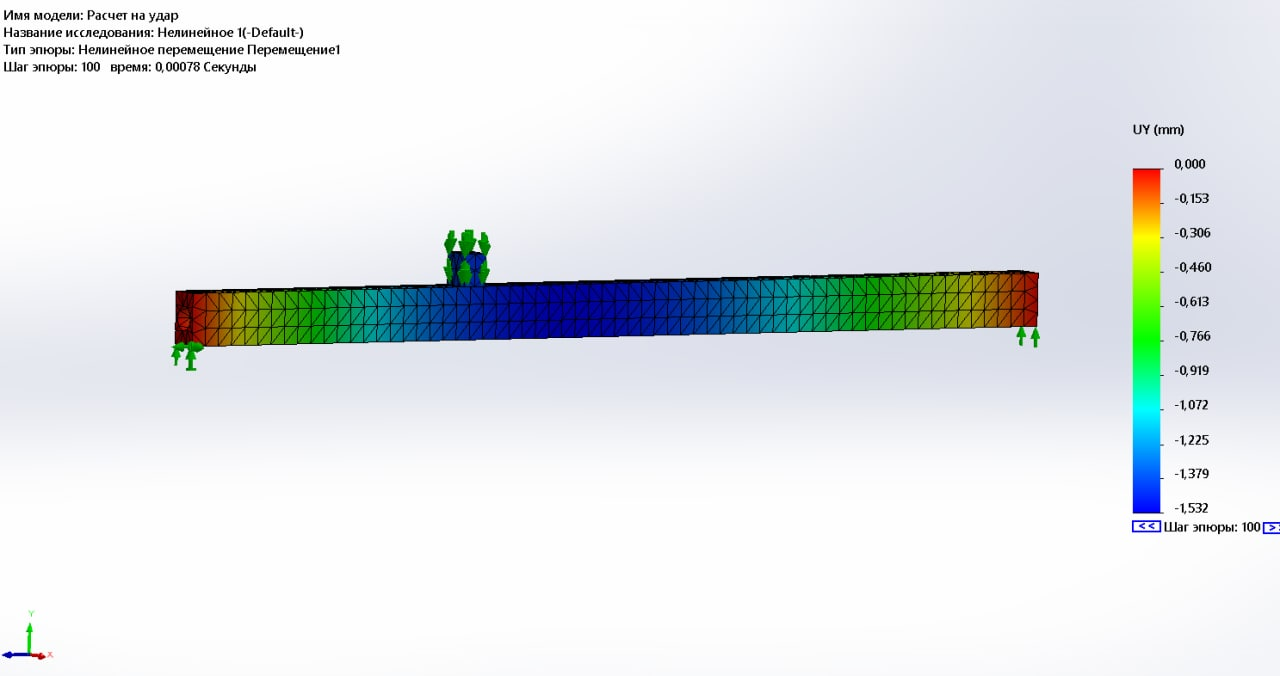 Имя модели: Расчет на удар
Название исследования: Нелинейное 1(-Default-)
Тип эпюры: Нелинейное перемещение Перемещение1
Шаг эпюры: 100   время: 0,00078 Секунды
UY (mm)
0,000
-0,153
-0,306
-0,460
-0,613
-0,766
-0,919
-1,072
-1,225
-1,379
-1,532
<< Шаг эпюры: 100 >
Y
X